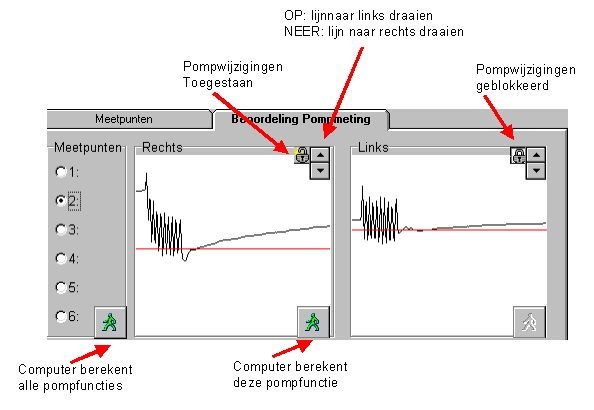 OP: lijnnaar links draaien
NEER: lijn naar rechts draaien
Pompwijzigingen
Toegestaan
Pompwijzigingen
geblokkeerd
Meetpunten
Beoordeling Pompmeting
Meetpunten
Rechts
Links
1:
2:
3:
4:
5:
6:
Computer berekent
alle pompfuncties
Computer berekent
deze pompfunctie